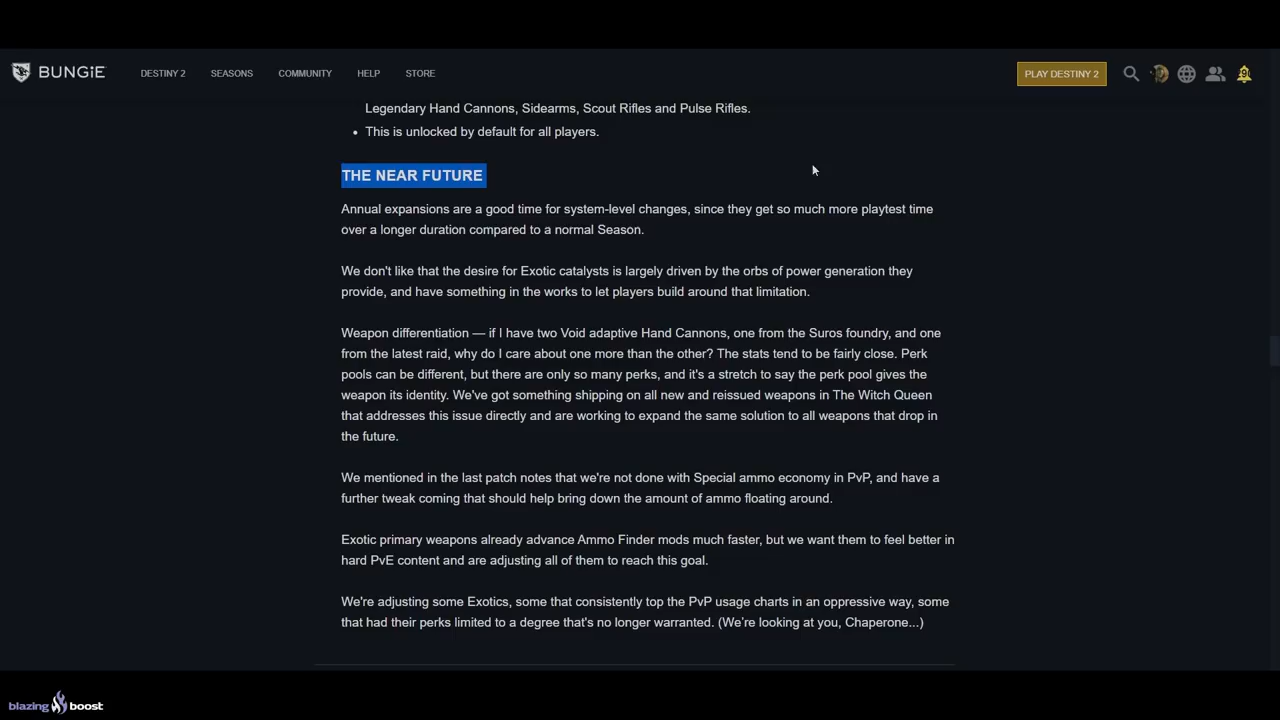 BUNGiE
DESTINY 2
SEASONS
COMMUNITY
HELP
STORE
PLAY DESTINY 2
9
Legendary Hand Cannons, Sidearms, Scout Rifles and Pulse Rifles.
• This is unlocked by default for all players.
THE NEAR FUTURE
Annual expansions are a good time for system-level changes, since they get so much more playtest time
over a longer duration compared to a normal Season.
We don't like that the desire for Exotic catalysts is largely driven by the orbs of power generation they
provide, and have something in the works to let players build around that limitation.
Weapon differentiation — if I have two Void adaptive Hand Cannons, one from the Suros foundry, and one
from the latest raid, why do I care about one more than the other? The stats tend to be fairly close. Perk
pools can be different, but there are only so many perks, and it's a stretch to say the perk pool gives the
weapon its identity. We've got something shipping on all new and reissued weapons in The Witch Queen
that addresses this issue directly and are working to expand the same solution to all weapons that drop in
the future.
We mentioned in the last patch notes that we're not done with Special ammo economy in PvP, and have a
further tweak coming that should help bring down the amount of ammo floating around.
Exotic primary weapons already advance Ammo Finder mods much faster, but we want them to feel better in
hard PvE content and are adjusting all of them to reach this goal.
We're adjusting some Exotics, some that consistently top the PvP usage charts in an oppressive way, some
that had their perks limited to a degree that's no longer warranted. (We're looking at you, Chaperone...)
blazing boost